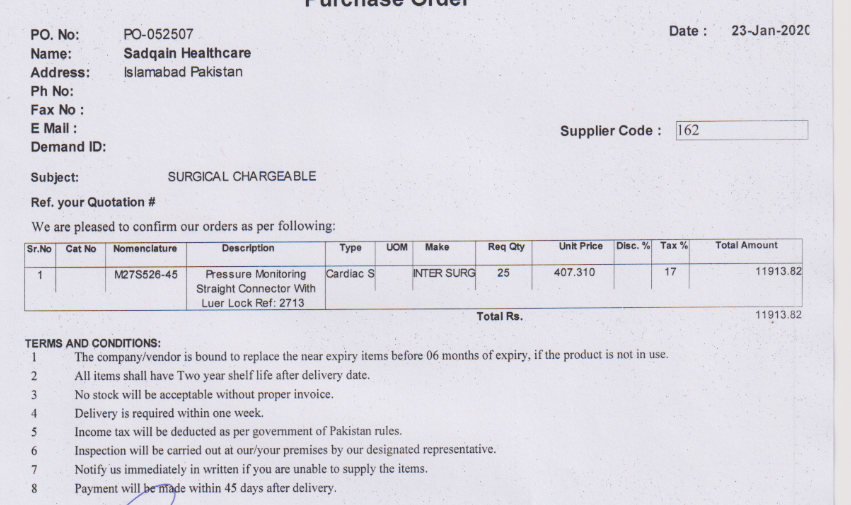 Purchase Order
PO. No: PO-052507 Date : 23-Jan-2020
Name: Sadqain Healthcare
Address: Islamabad Pakistan
Ph No:
Fax No :
E Mail :
Supplier Code : 162
Demand ID:
Subject: SURGICAL CHARGEABLE
Ref. your Quotation #
We are pleased to confirm our orders as per following:
Sr.No Cat No Nomenclature Description Type UOM Make Req Qty Unit Price Disc. % Tax % Total Amount
1 M27S526-45 Pressure Monitoring Cardiac S INTER SURG 25 407.310 17 11913.82
Straight Connector With
Luer Lock Ref: 2713
Total Rs. 11913.82
TERMS AND CONDITIONS:
1 The company/vendor is bound to replace the near expiry items before 06 months of expiry, if the product is not in use.
2 All items shall have Two year shelf life after delivery date.
3 No stock will be acceptable without proper invoice.
4 Delivery is required within one week.
5 Income tax will be deducted as per government of Pakistan rules.
6 Inspection will be carried out at our/your premises by our designated representative.
7 Notify us immediately in written if you are unable to supply the items.
8 Payment will be made within 45 days after delivery.